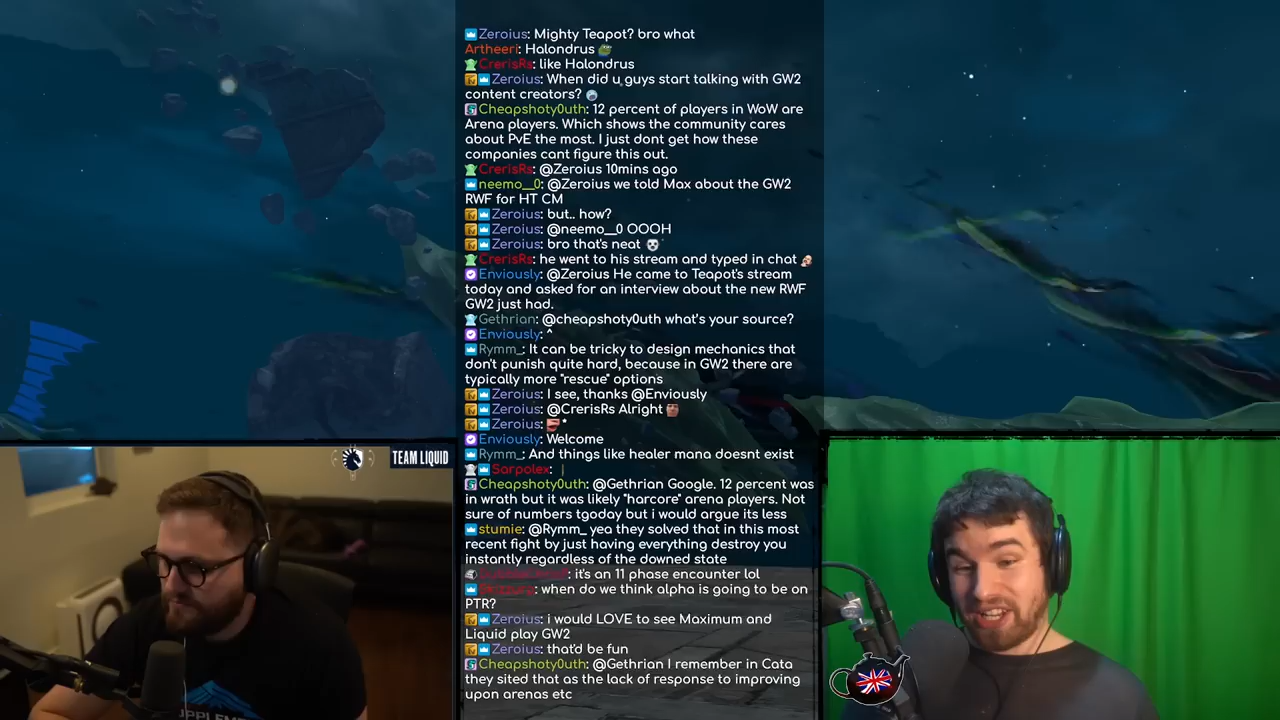 Zeroius: Mighty Teapot? bro what
Artheeri: Halondrus
CrerisRs: like Halondrus
Zeroius: When did u guys start talking with GW2
content creators?
Cheapshoty0uth: 12 percent of players in WoW are
Arena players. Which shows the community cares
about PvE the most. I just dont get how these
companies cant figure this out.
CrerisRs: @Zeroius 10mins ago
neemo__0: @Zeroius we told Max about the GW2
RWF for HT CM
Zeroius: but.. how?
Zeroius: @neemo__0 OOOH
Zeroius: bro that's neat
CrerisRs: he went to his stream and typed in chat
Enviously: @Zeroius He came to Teapot's stream
today and asked for an interview about the new RWF
GW2 just had.
Gethrian: @cheapshoty0uth what's your source?
Enviously: ^
Rymm_: It can be tricky to design mechanics that
don't punish quite hard, because in GW2 there are
typically more "rescue" options
Zeroius: I see, thanks @Enviously
Zeroius: @CrerisRs Alright
Zeroius: *
Enviously: Welcome
Rymm_: And things like healer mana doesnt exist
Sarpolex:
Cheapshoty0uth: @Gethrian Google. 12 percent was
in wrath but it was likely "harcore" arena players. Not
sure of numbers tgoday but i would argue its less
stumie: @Rymm_ yea they solved that in this most
recent fight by just having everything destroy you
instantly regardless of the downed state
: it's an 11 phase encounter lol
: when do we think alpha is going to be on
PTR?
Zeroius: i would LOVE to see Maximum and
Liquid play GW2
Zeroius: that'd be fun
Cheapshoty0uth: @Gethrian I remember in Cata
they sited that as the lack of response to improving
upon arenas etc
TEAM LIQUID